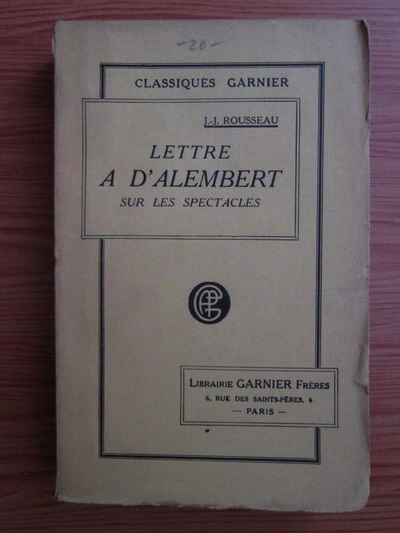 -20-
CLASSIQUES GARNIER
J.-J. ROUSSEAU
LETTRE
A D'ALEMBERT
SUR LES SPECTACLES
LIBRAIRIE GARNIER FRÈRES
6, RUE DES SAINTS-PÈRES, 6
— PARIS —